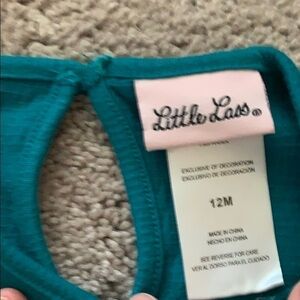 Little Lass ®
EXCLUSIVE OF DECORATION
EXCLUSIVO DE DECORACIÓN
12M
MADE IN CHINA
HECHO EN CHINA
SEE REVERSE FOR CARE
VER AL DORSO PARA EL CUIDADO